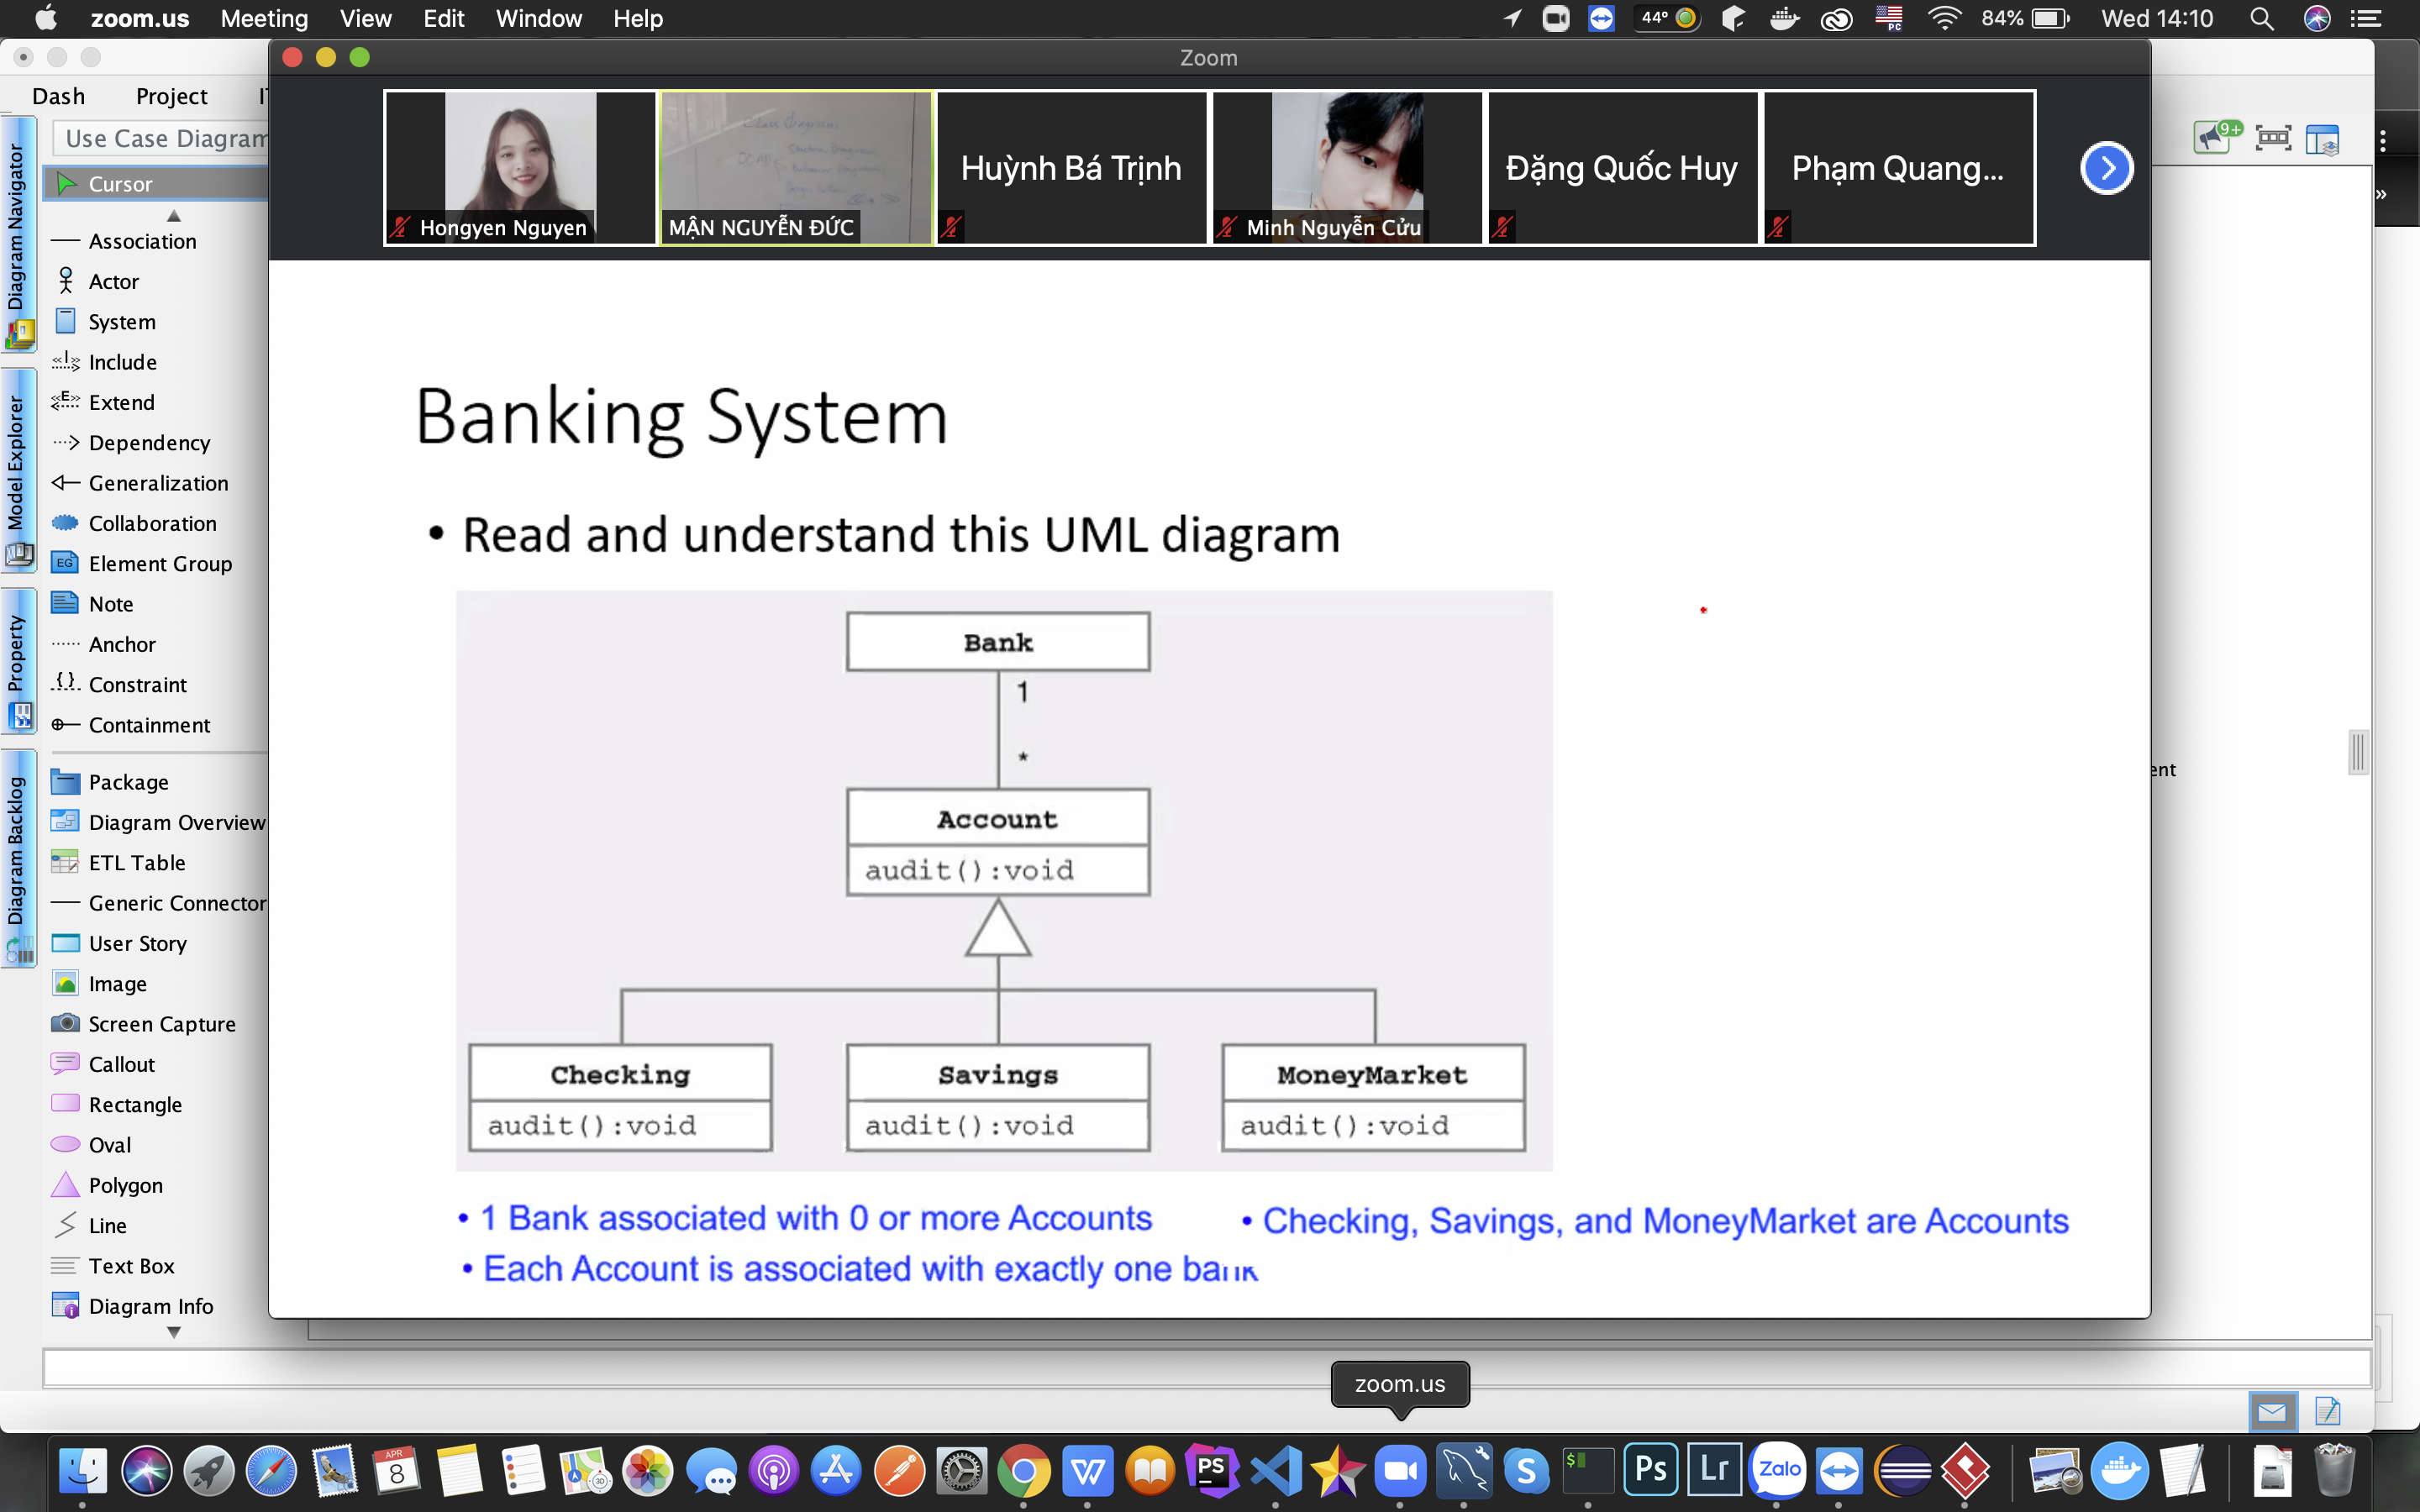 zoom.us Meeting View Edit Window Help
44° PC 84% Wed 14:10
Zoom
Dash Project
Use Case Diagram
9+
Hongyen Nguyen
Class Diagram
MẬN NGUYỄN ĐỨC
Huỳnh Bá Trịnh
Minh Nguyễn Cửu
Đặng Quốc Huy
Phạm Quang...
Diagram Navigator
Model Explorer
Property
Diagram Backlog
Cursor
Association
Actor
System
Include
Extend
Dependency
Generalization
Collaboration
EG Element Group
Note
Anchor
Constraint
Containment
Package
Diagram Overview
ETL Table
Generic Connector
User Story
Image
Screen Capture
Callout
Rectangle
Oval
Polygon
Line
Text Box
Diagram Info
Banking System
• Read and understand this UML diagram
Bank
1
*
Account
audit():void
Checking
audit():void
Savings
audit():void
MoneyMarket
audit():void
• 1 Bank associated with 0 or more Accounts
• Checking, Savings, and MoneyMarket are Accounts
• Each Account is associated with exactly one bank
ent
zoom.us
APR
8
3D
PS
S
$
Ps
Lr
Zalo